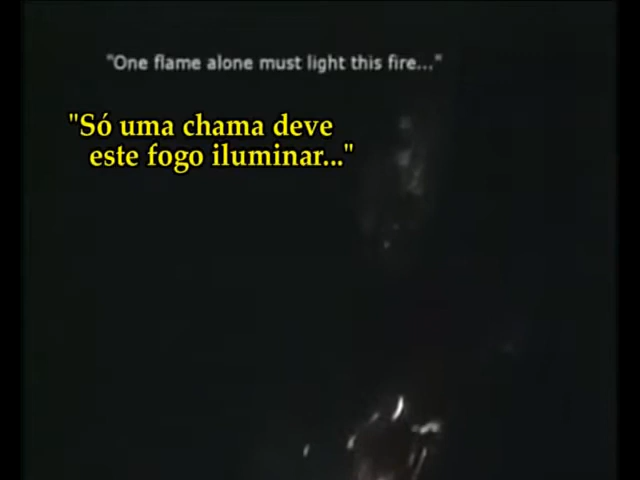 "One flame alone must light this fire..."
"Só uma chama deve
este fogo iluminar..."